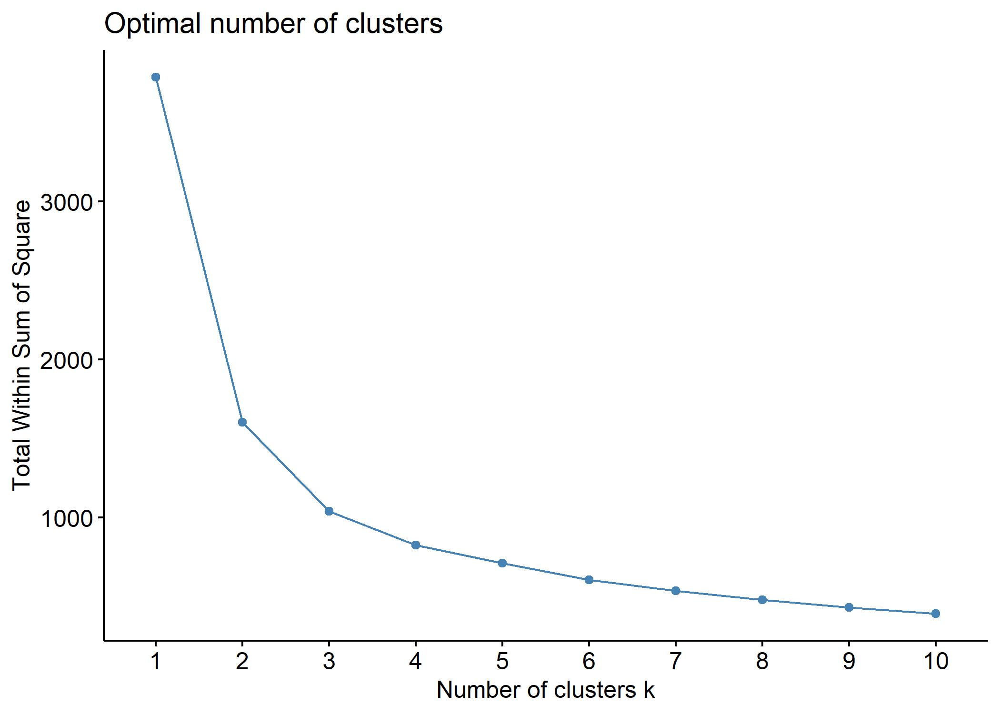 Optimal number of clusters
Total Within Sum of Square
3000
2000
1000
1 2 3 4 5 6 7 8 9 10
Number of clusters k